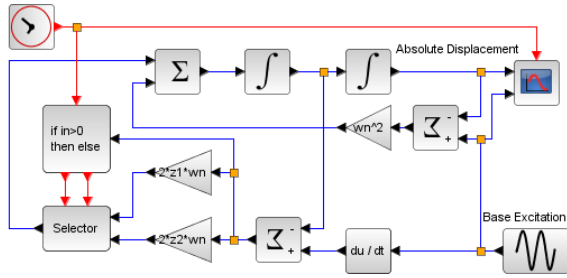 Absolute Displacement
Σ
∫
∫
if in>0
then else
wn^2
Σ
-
+
2*z1*wn
Selector
2*z2*wn
Σ
-
+
du / dt
Base Excitation